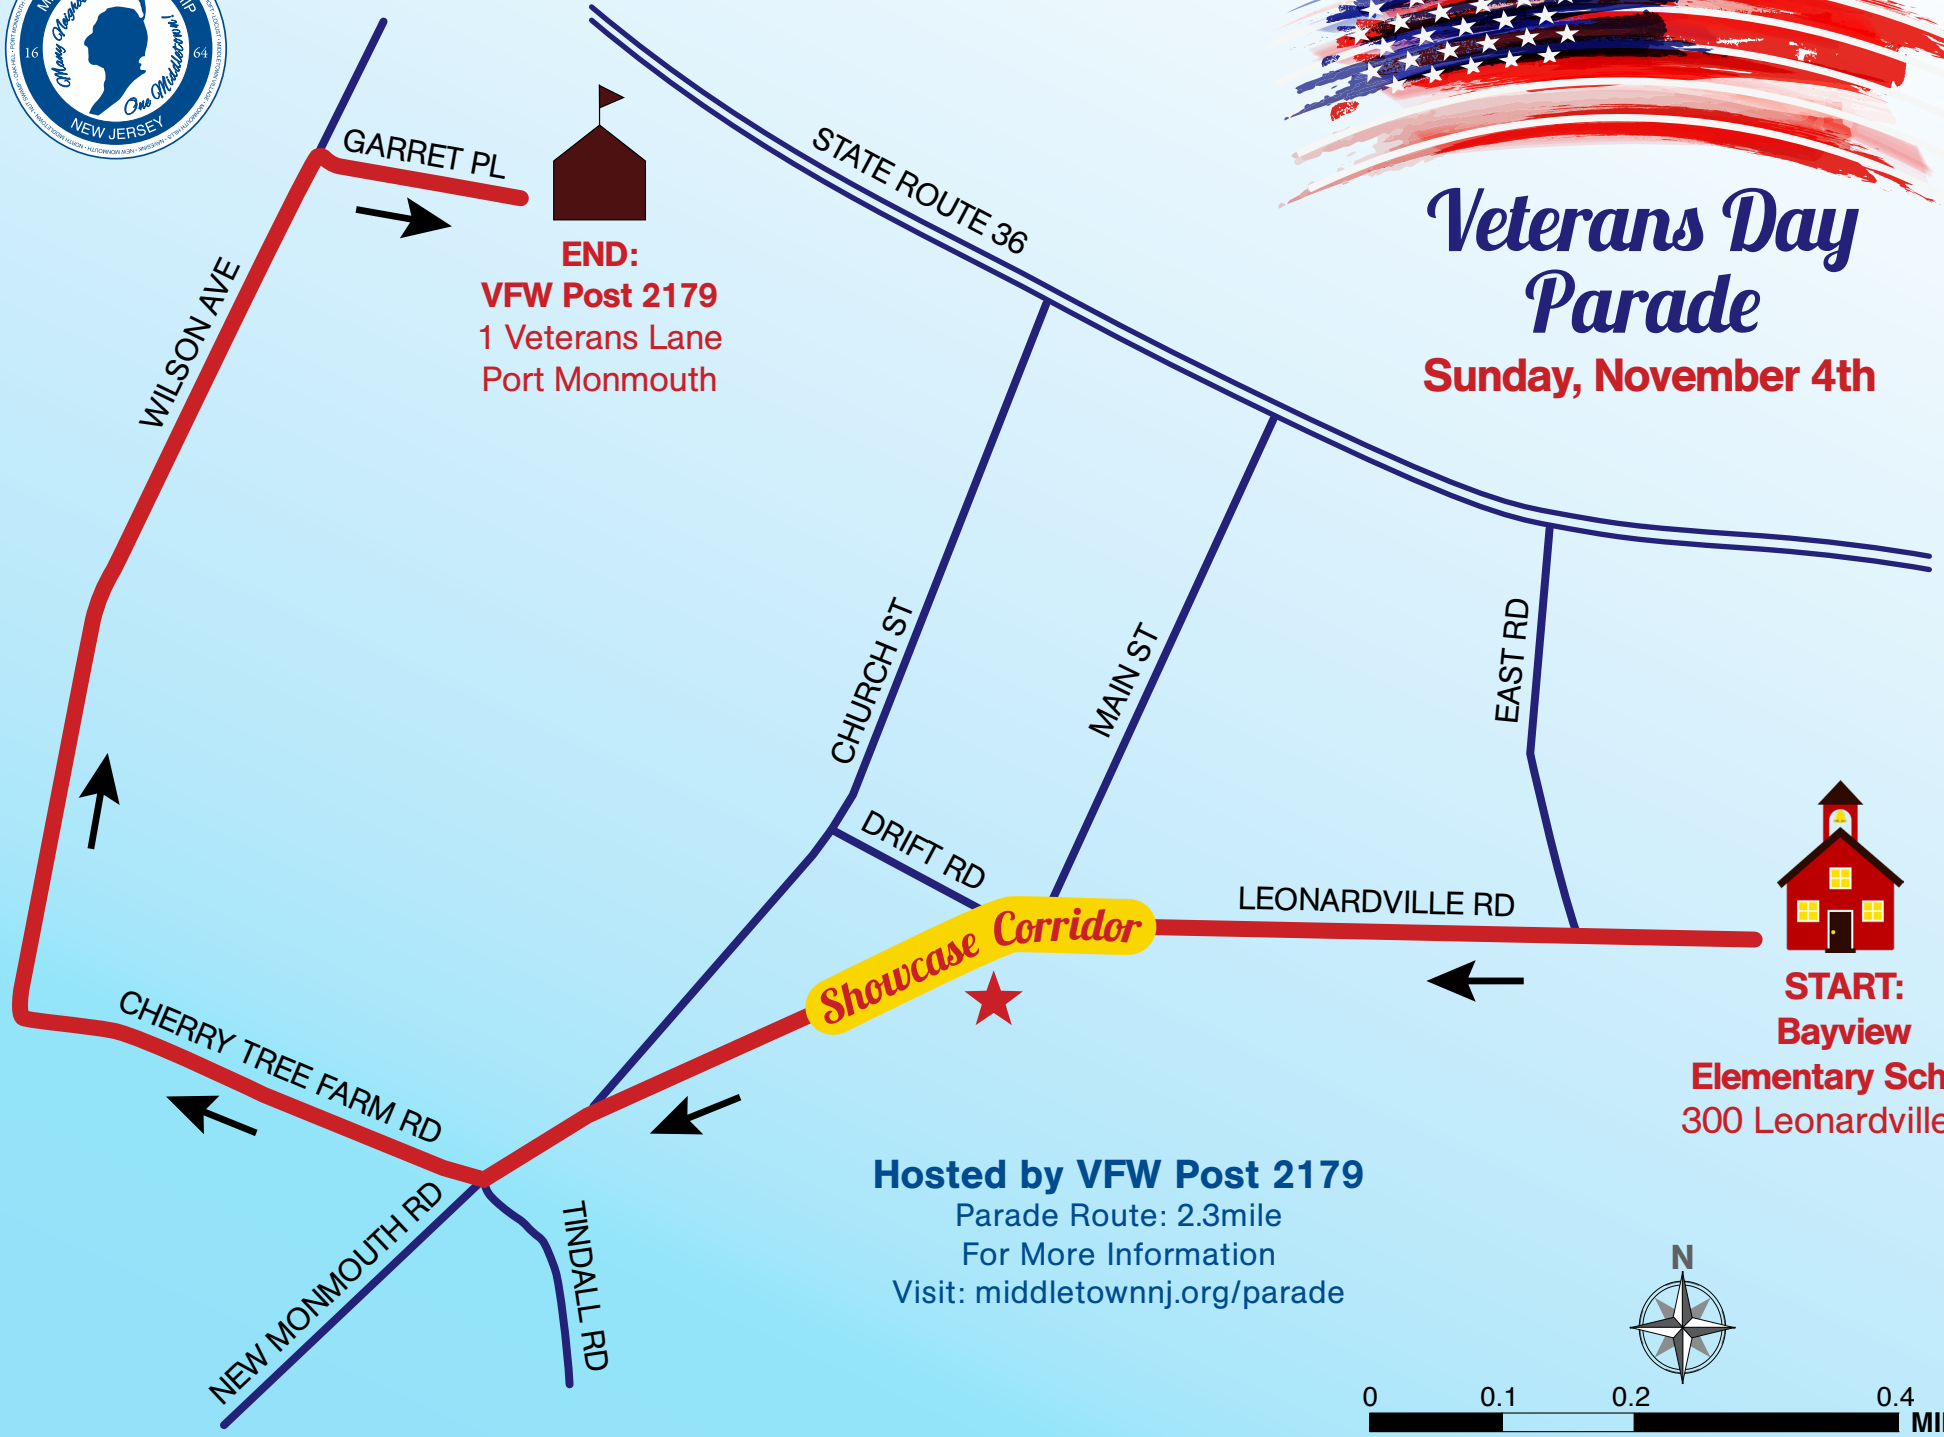 16
64
Many Neighb
One Middletown!
NEW JERSEY
GARRET PL
STATE ROUTE 36
Veterans Day
Parade
Sunday, November 4th
END:
VFW Post 2179
1 Veterans Lane
Port Monmouth
WILSON AVE
CHURCH ST
MAIN ST
EAST RD
DRIFT RD
LEONARDVILLE RD
Showcase Corridor
START:
Bayview
Elementary Sch
300 Leonardville
CHERRY TREE FARM RD
NEW MONMOUTH RD
TINDALL RD
Hosted by VFW Post 2179
Parade Route: 2.3mile
For More Information
Visit: middletownnj.org/parade
N
0 0.1 0.2 0.4
MI